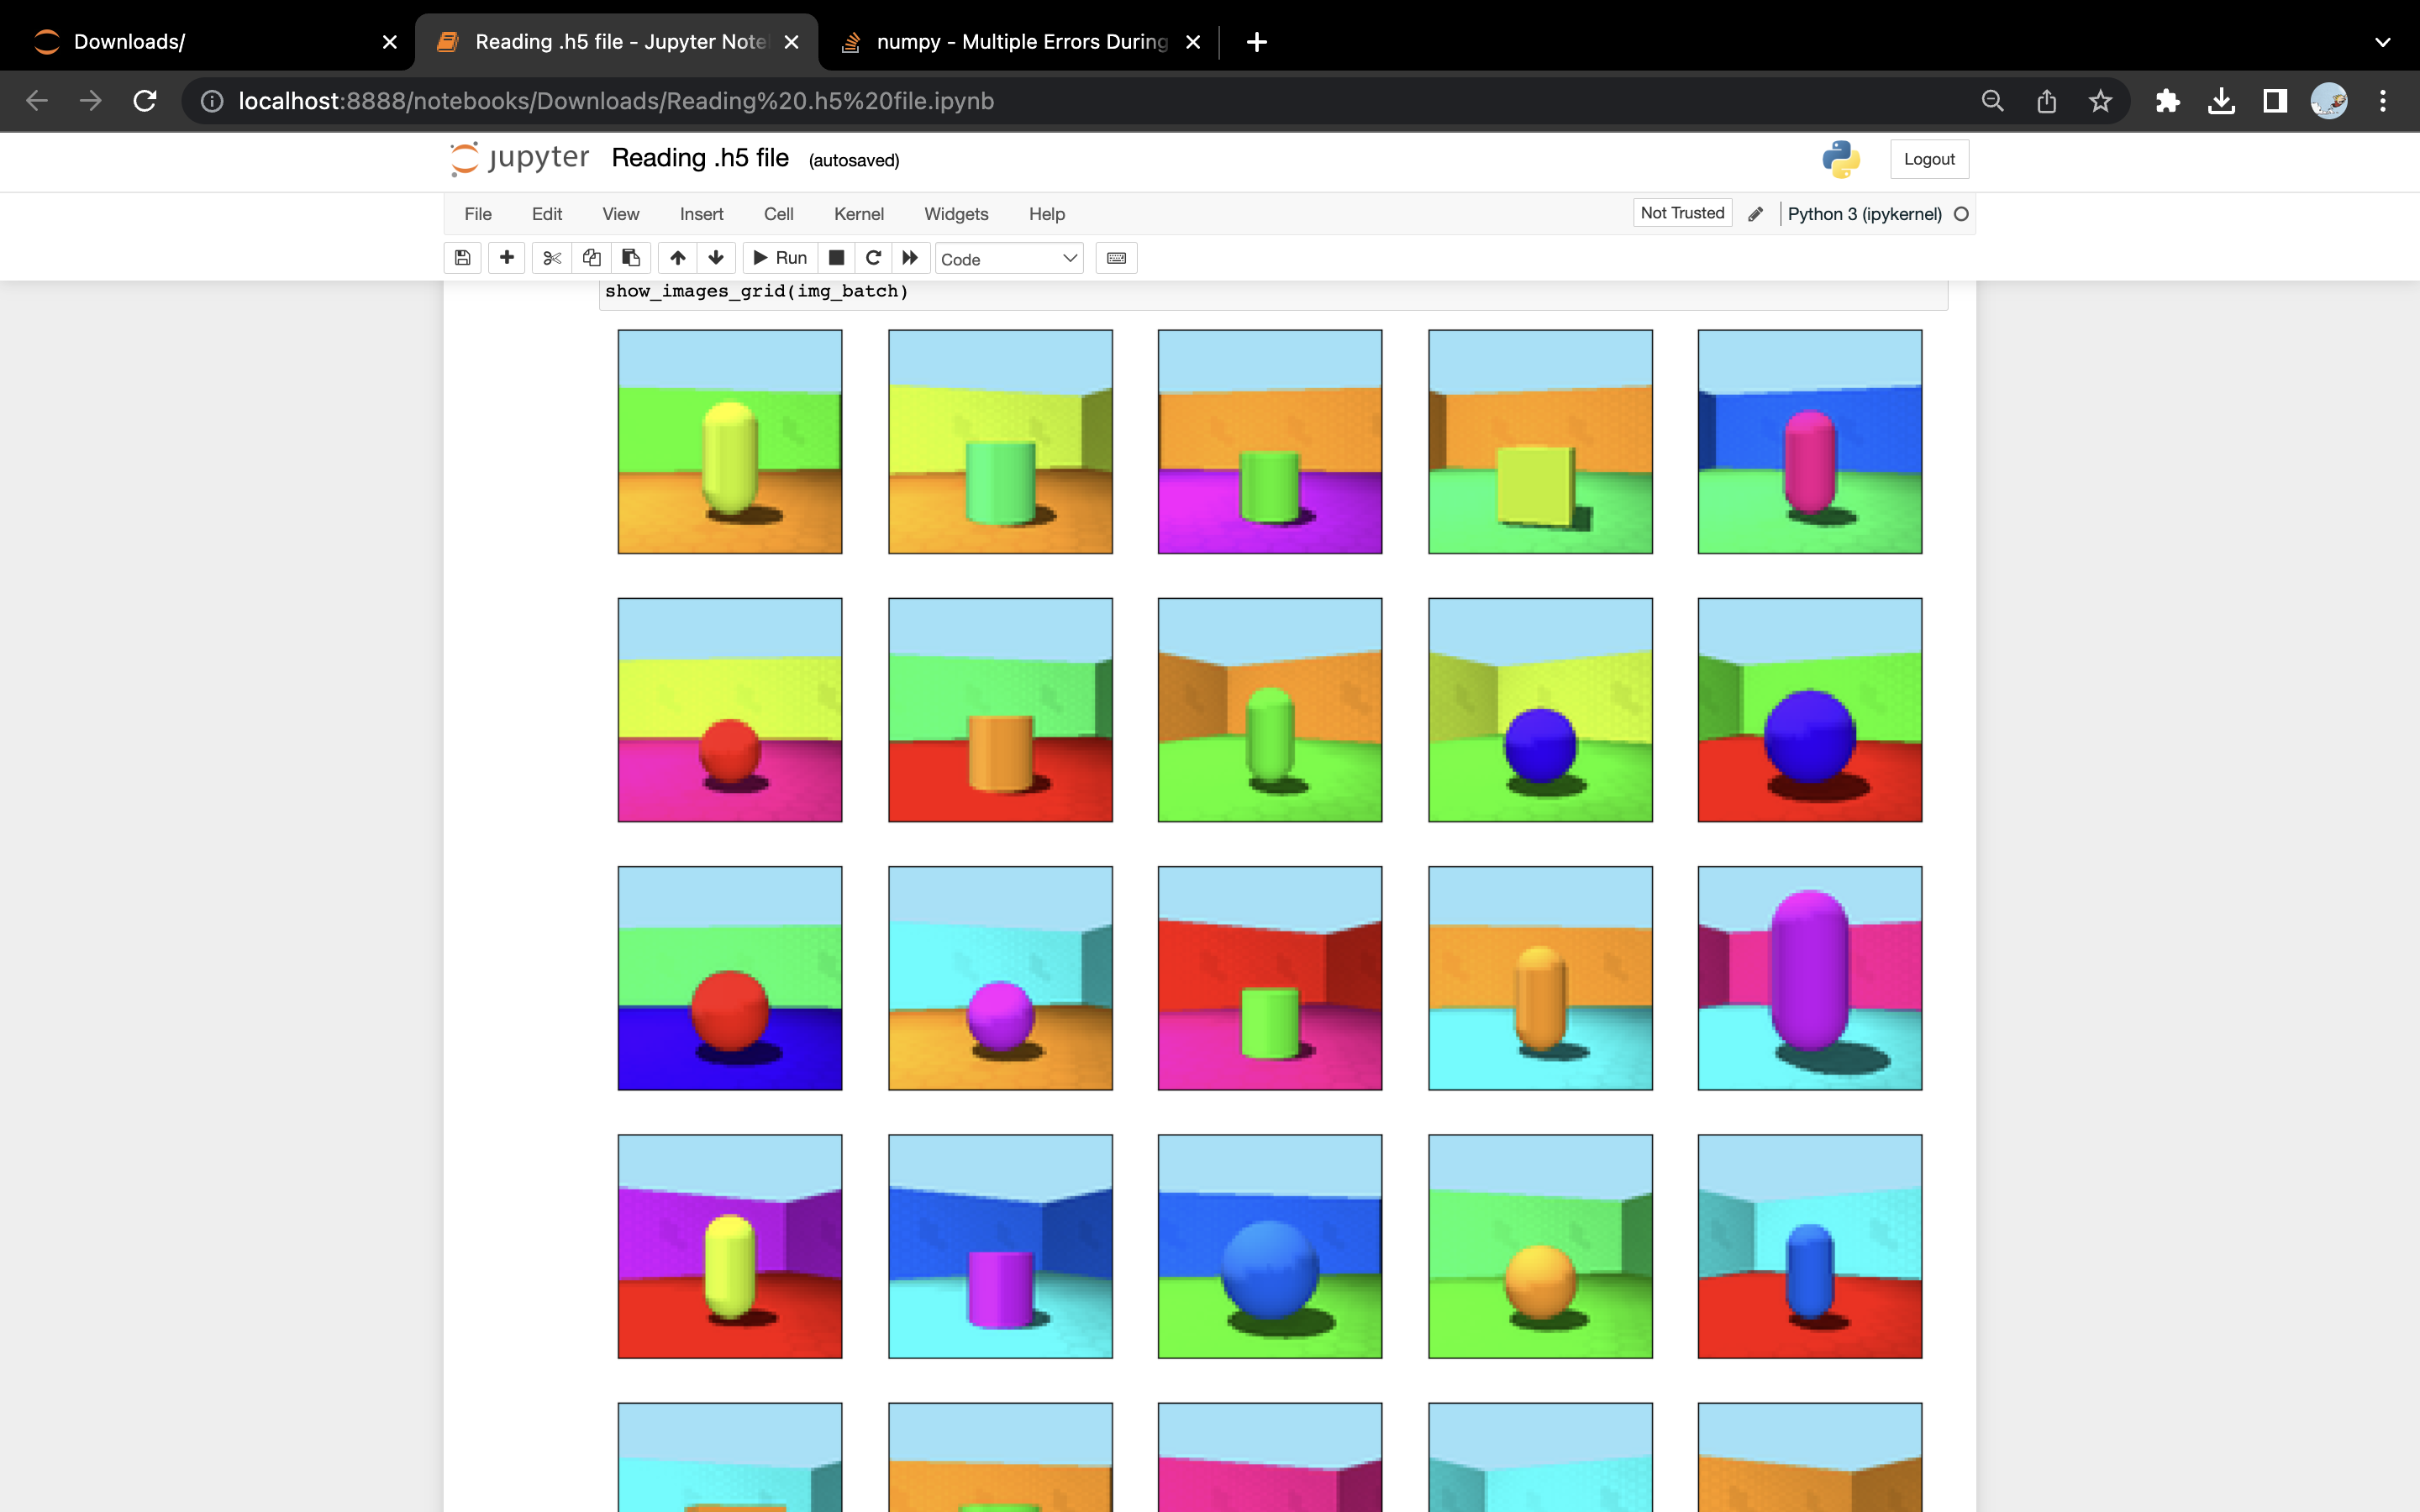 Downloads/
Reading .h5 file - Jupyter Note
numpy - Multiple Errors During
localhost:8888/notebooks/Downloads/Reading%20.h5%20file.ipynb
jupyter Reading .h5 file (autosaved)
Logout
File Edit View Insert Cell Kernel Widgets Help
Not Trusted
Python 3 (ipykernel)
Run
Code
show_images_grid(img_batch)